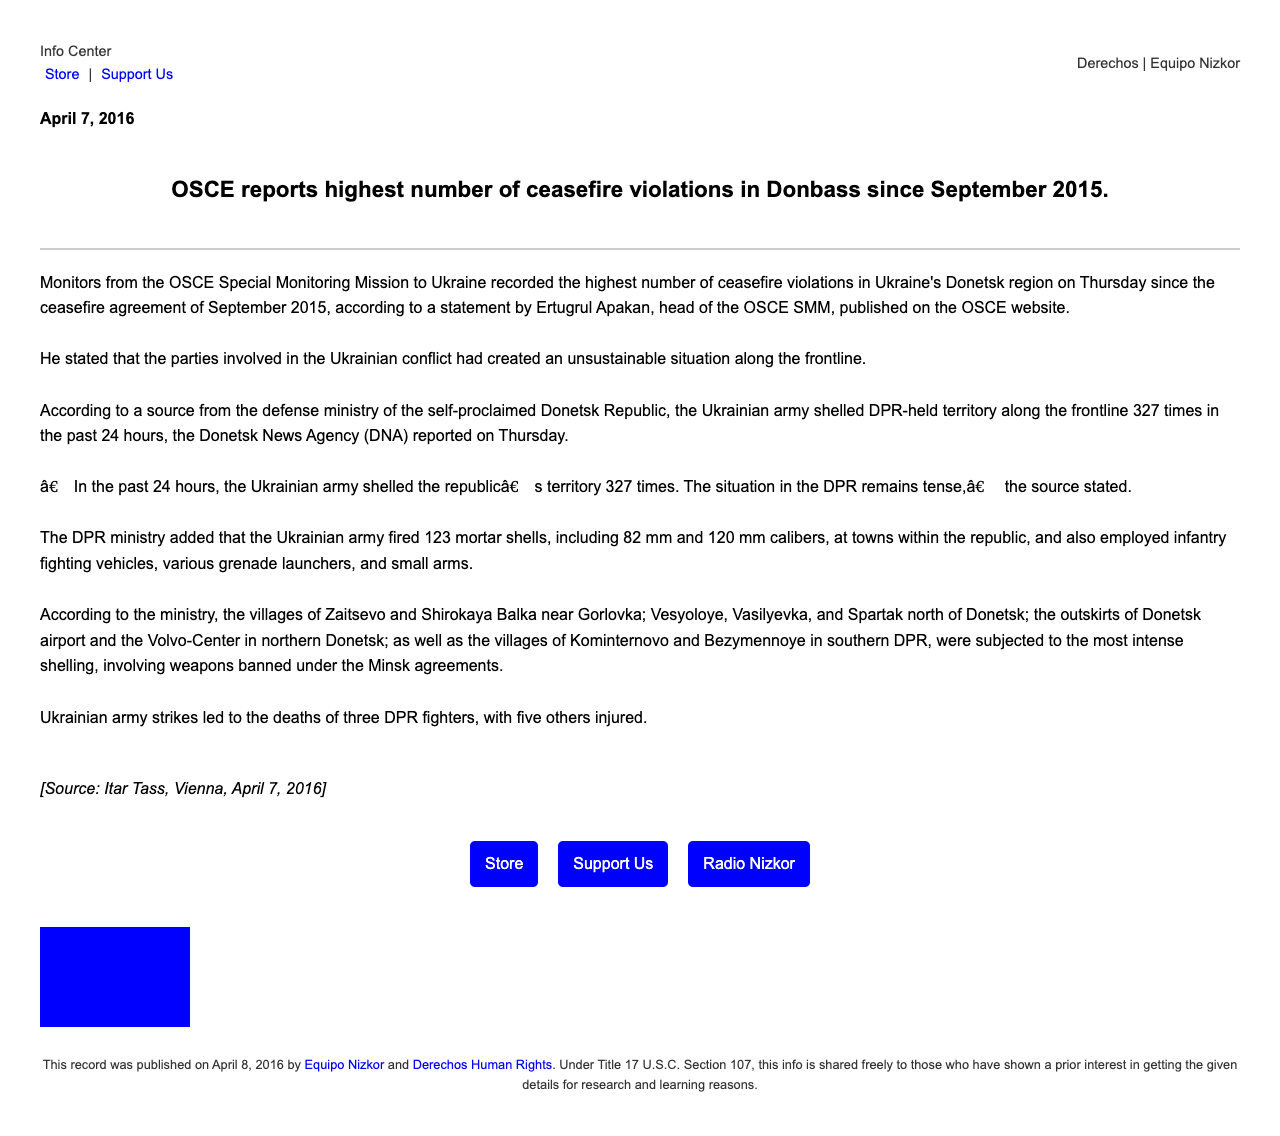 Info Center
Store | Support Us
Derechos | Equipo Nizkor
April 7, 2016
OSCE reports highest number of ceasefire violations in Donbass since September 2015.
Monitors from the OSCE Special Monitoring Mission to Ukraine recorded the highest number of ceasefire violations in Ukraine's Donetsk region on Thursday since the
ceasefire agreement of September 2015, according to a statement by Ertugrul Apakan, head of the OSCE SMM, published on the OSCE website.
He stated that the parties involved in the Ukrainian conflict had created an unsustainable situation along the frontline.
According to a source from the defense ministry of the self-proclaimed Donetsk Republic, the Ukrainian army shelled DPR-held territory along the frontline 327 times in
the past 24 hours, the Donetsk News Agency (DNA) reported on Thursday.
â€ In the past 24 hours, the Ukrainian army shelled the republicâ€ s territory 327 times. The situation in the DPR remains tense,â€ the source stated.
The DPR ministry added that the Ukrainian army fired 123 mortar shells, including 82 mm and 120 mm calibers, at towns within the republic, and also employed infantry
fighting vehicles, various grenade launchers, and small arms.
According to the ministry, the villages of Zaitsevo and Shirokaya Balka near Gorlovka; Vesyoloye, Vasilyevka, and Spartak north of Donetsk; the outskirts of Donetsk
airport and the Volvo-Center in northern Donetsk; as well as the villages of Kominternovo and Bezymennoye in southern DPR, were subjected to the most intense
shelling, involving weapons banned under the Minsk agreements.
Ukrainian army strikes led to the deaths of three DPR fighters, with five others injured.
[Source: Itar Tass, Vienna, April 7, 2016]
Store
Support Us
Radio Nizkor
This record was published on April 8, 2016 by Equipo Nizkor and Derechos Human Rights. Under Title 17 U.S.C. Section 107, this info is shared freely to those who have shown a prior interest in getting the given
details for research and learning reasons.